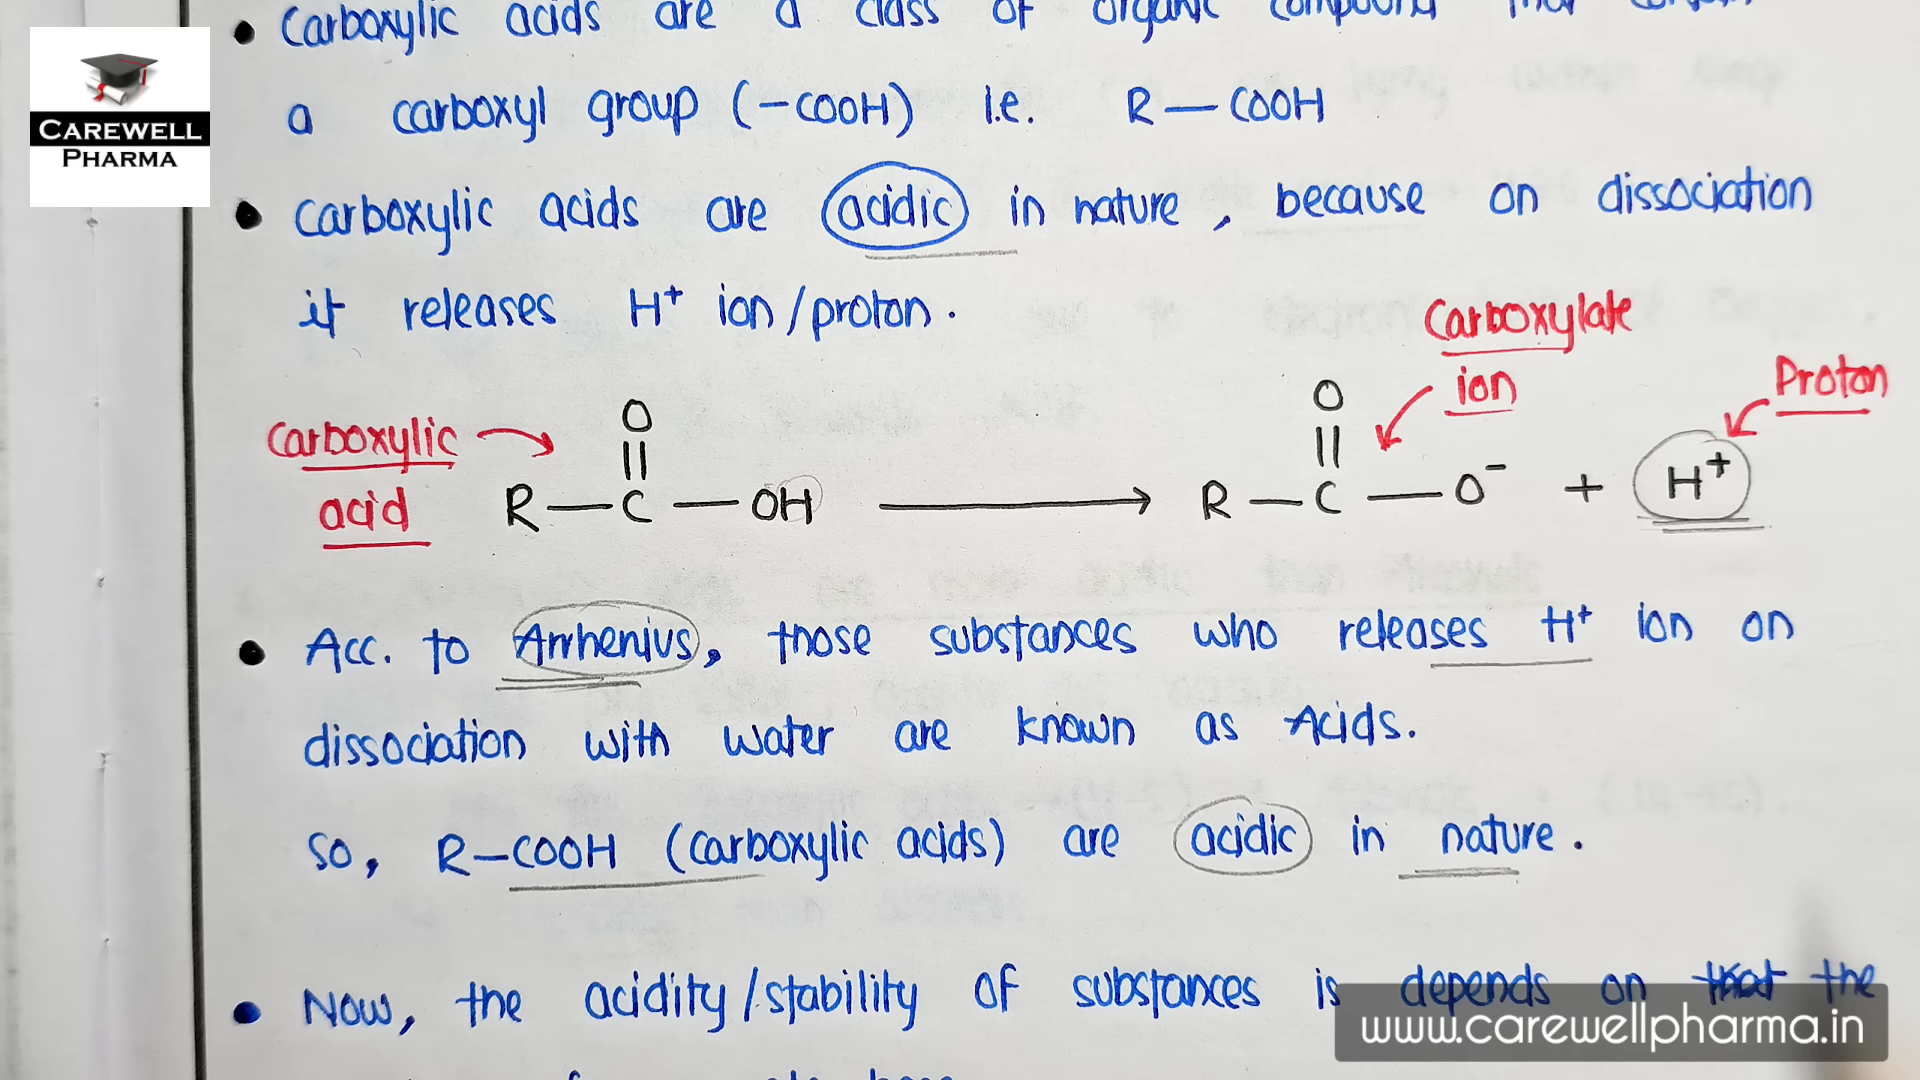 CAREWELL
PHARMA
• Carboxylic acids are a class of organic compound that contain
a carboxyl group (-COOH) i.e. R — COOH
• Carboxylic acids are acidic in nature, because on dissociation
it releases H⁺ ion/proton.
Carboxylic acid
O
||
R — C — OH ⟶
Carboxylate ion
O
||
R — C — O⁻ + H⁺
Proton
• Acc. to Arrhenius, those substances who releases H⁺ ion on
dissociation with water are known as Acids.
So, R-COOH (carboxylic acids) are acidic in nature.
• Now, the acidity/stability of substances is depends on that the
www.carewellpharma.in